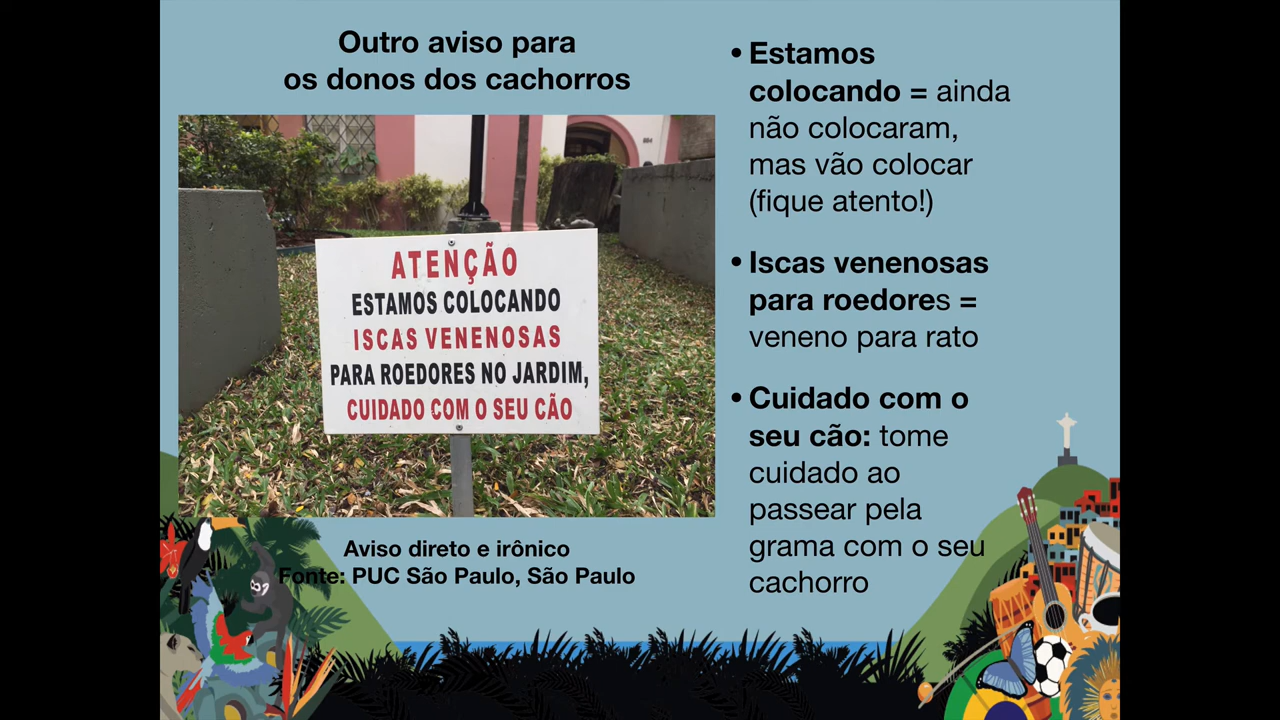 Outro aviso para
os donos dos cachorros
ATENÇÃO
ESTAMOS COLOCANDO
ISCAS VENENOSAS
PARA ROEDORES NO JARDIM,
CUIDADO COM O SEU CÃO
Aviso direto e irônico
Fonte: PUC São Paulo, São Paulo
• Estamos
colocando = ainda
não colocaram,
mas vão colocar
(fique atento!)
• Iscas venenosas
para roedores =
veneno para rato
• Cuidado com o
seu cão: tome
cuidado ao
passear pela
grama com o seu
cachorro